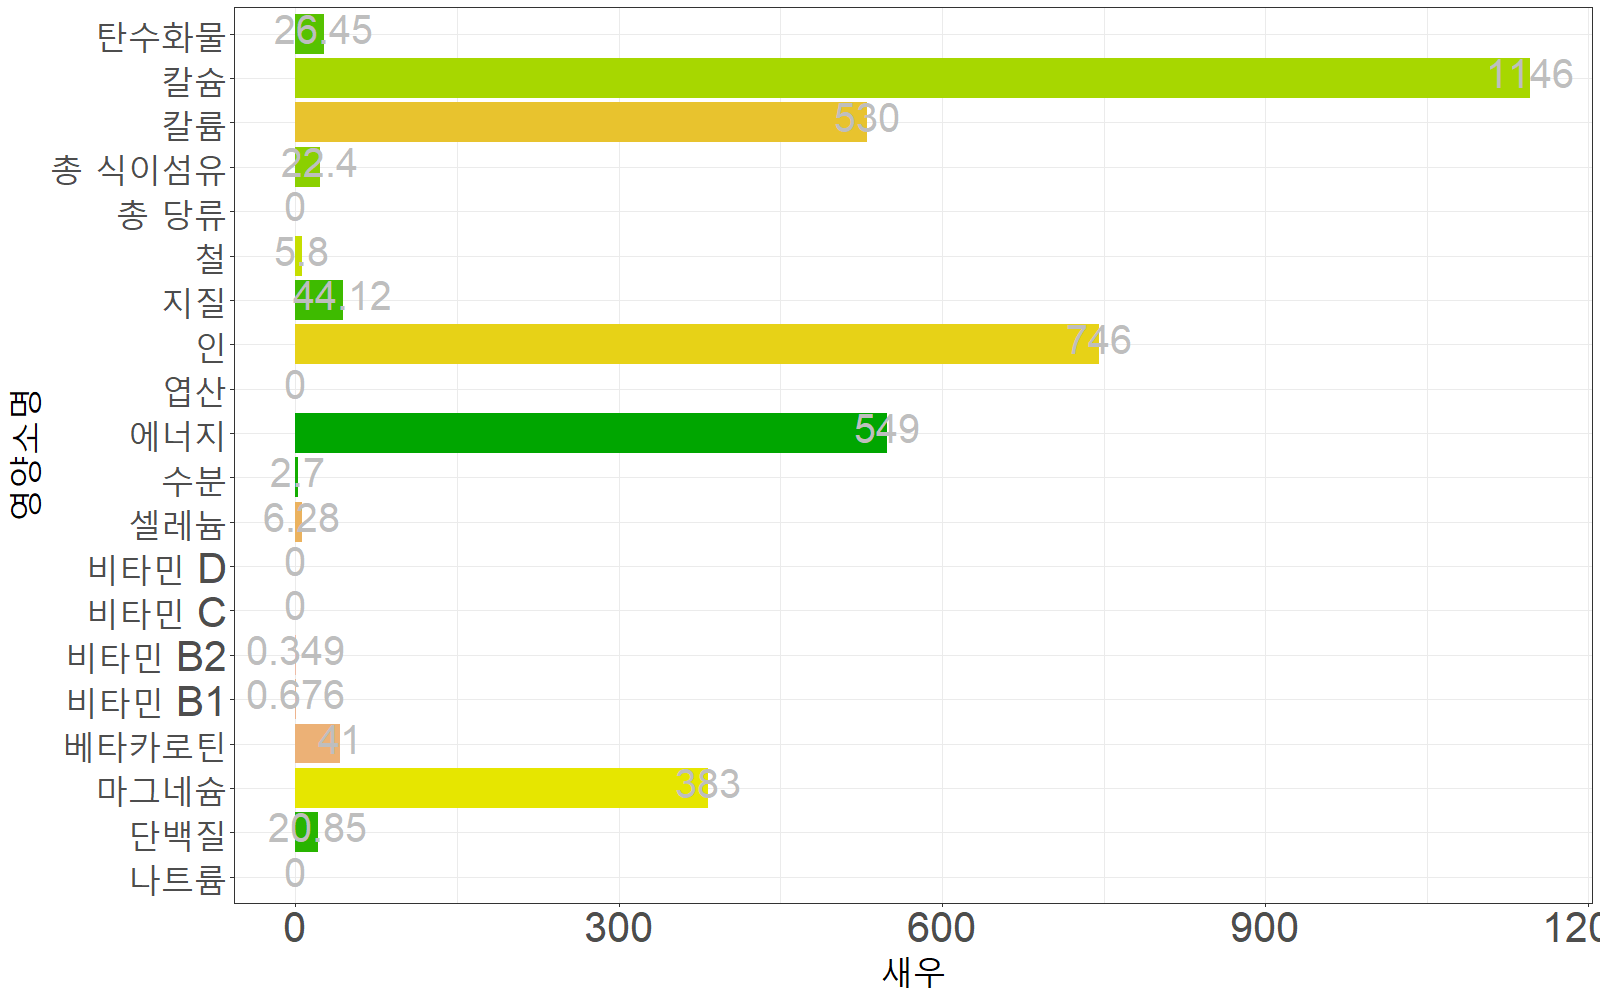 탄수화물 26.45
칼슘 1146
칼륨 530
총 식이섬유 22.4
총 당류 0
철 5.8
지질 44.12
인 746
엽산 0
에너지 549
수분 2.7
셀레늄 6.28
비타민 D 0
비타민 C 0
비타민 B2 0.349
비타민 B1 0.676
베타카로틴 41
마그네슘 383
단백질 20.85
나트륨 0
영양소명
0 300 600 900 120
새우